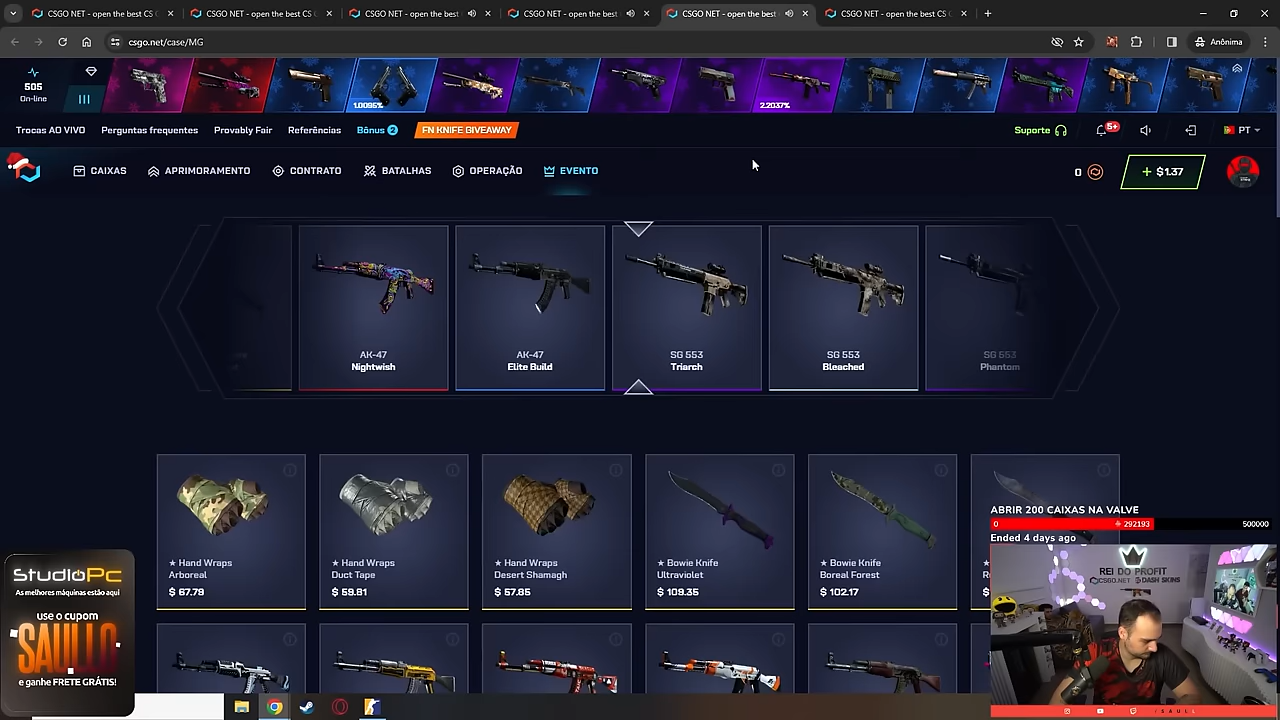 CSGO NET - open the best CS G
CSGO NET - open the best CS C
CSGO NET - open the best
CSGO NET - open the best
CSGO NET - open the best
CSGO NET - open the best CS C
csgo.net/case/MG
Anônima
505
On-line
1.0095%
2.2037%
Trocas AO VIVO
Perguntas frequentes
Provably Fair
Referências
Bônus 2
FN KNIFE GIVEAWAY
Suporte
5+
PT
CAIXAS
APRIMORAMENTO
CONTRATO
BATALHAS
OPERAÇÃO
EVENTO
0
+ $1.37
AK-47
Nightwish
AK-47
Elite Build
SG 553
Triarch
SG 553
Bleached
SG 553
Phantom
★ Hand Wraps
Arboreal
$ 67.79
★ Hand Wraps
Duct Tape
$ 59.81
★ Hand Wraps
Desert Shamagh
$ 57.85
★ Bowie Knife
Ultraviolet
$ 109.35
★ Bowie Knife
Boreal Forest
$ 102.17
ABRIR 200 CAIXAS NA VALVE
0
292193
500000
Ended 4 days ago
REI DO PROFIT
CSGO.NET
DASH SKINS
STUDIOPC
As melhores máquinas estão aqui
use o cupom
SAULLO
e ganhe FRETE GRÁTIS!